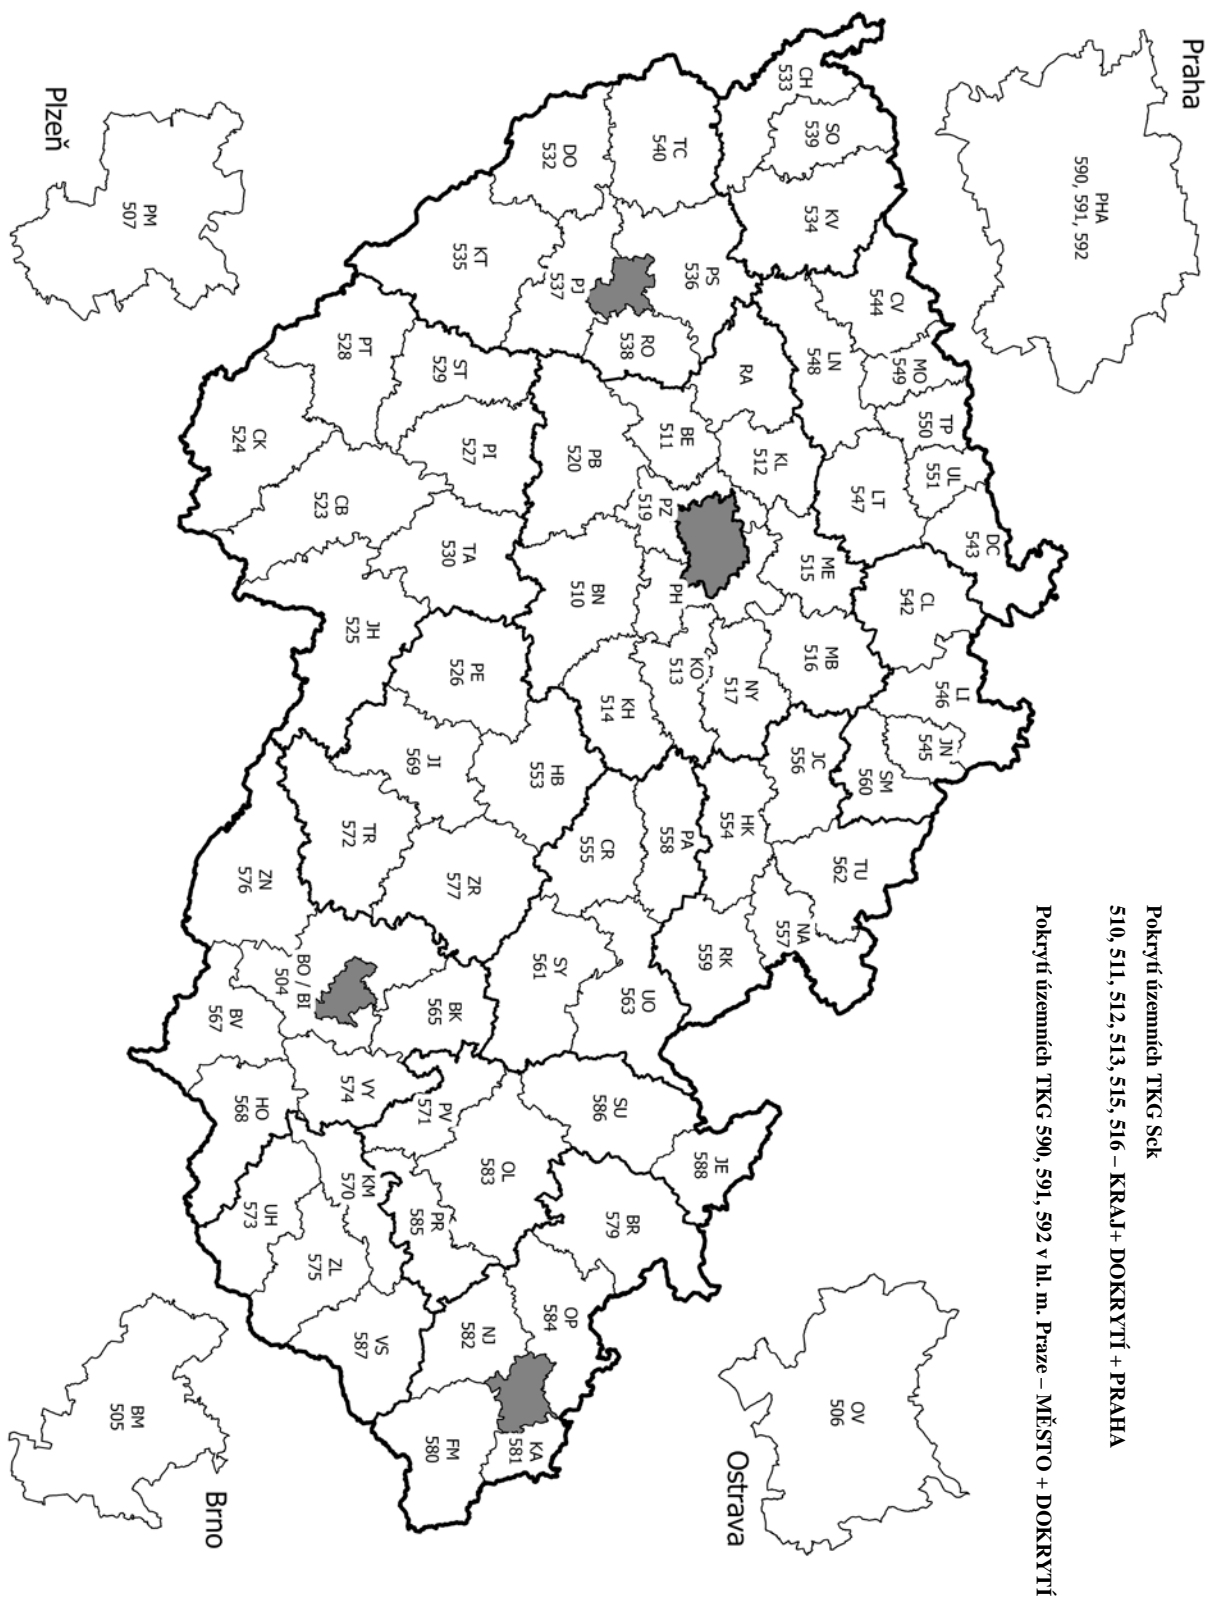 Pokrytí územních TKG Sck
510, 511, 512, 513, 515, 516 – KRAJ+ DOKRYTÍ + PRAHA
Pokrytí územních TKG 590, 591, 592 v hl. m. Praze – MĚSTO + DOKRYTÍ
Praha
PHA
590, 591, 592
Ostrava
OV
506
Plzeň
PM
507
Brno
BM
505
CH
533
SO
539
KV
534
TC
540
DO
532
KT
535
PJ
537
PS
536
RO
538
CV
544
MO
549
TP
550
UL
551
DC
543
LN
548
LT
547
RA
KL
512
BE
511
PB
520
PZ
519
PH
BN
510
ME
515
MB
516
NY
517
KO
513
KH
514
CL
542
LI
546
JN
545
SM
560
JC
556
TU
562
HK
554
NA
557
RK
559
PA
558
CR
555
UO
563
SY
561
PT
528
ST
529
PI
527
CK
524
CB
523
TA
530
JH
525
PE
526
HB
553
JI
569
TR
572
ZR
577
ZN
576
BO / BI
504
BK
565
BV
567
VY
574
HO
568
PV
571
SU
586
JE
588
OL
583
PR
585
KM
570
UH
573
ZL
575
VS
587
BR
579
OP
584
NJ
582
FM
580
KA
581